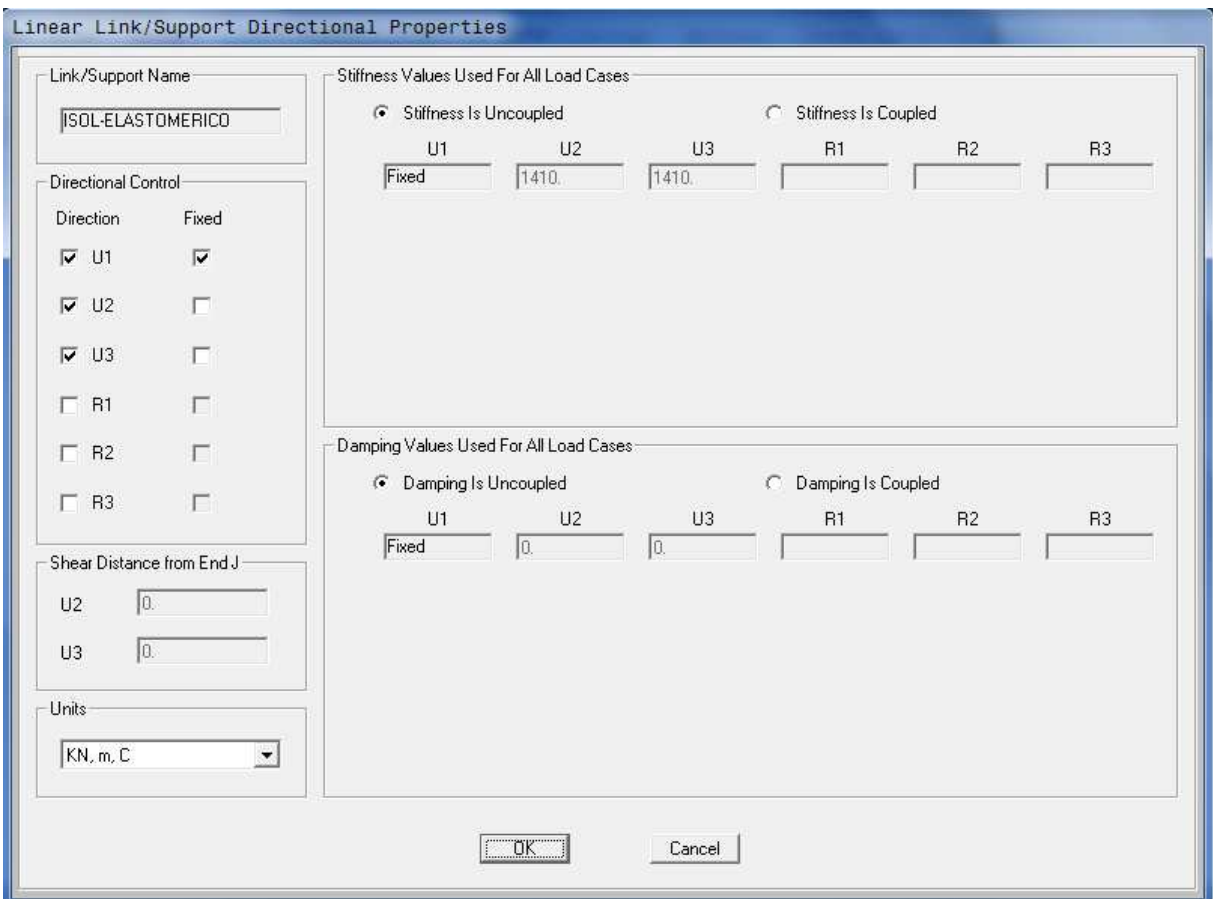 Linear Link/Support Directional Properties
Link/Support Name
ISOL-ELASTOMERICO
Directional Control
Direction Fixed
U1
U2
U3
R1
R2
R3
Shear Distance from End J
U2 0.
U3 0.
Units
KN, m, C
Stiffness Values Used For All Load Cases
Stiffness Is Uncoupled Stiffness Is Coupled
U1 U2 U3 R1 R2 R3
Fixed 1410. 1410.
Damping Values Used For All Load Cases
Damping Is Uncoupled Damping Is Coupled
U1 U2 U3 R1 R2 R3
Fixed 0. 0.
OK Cancel